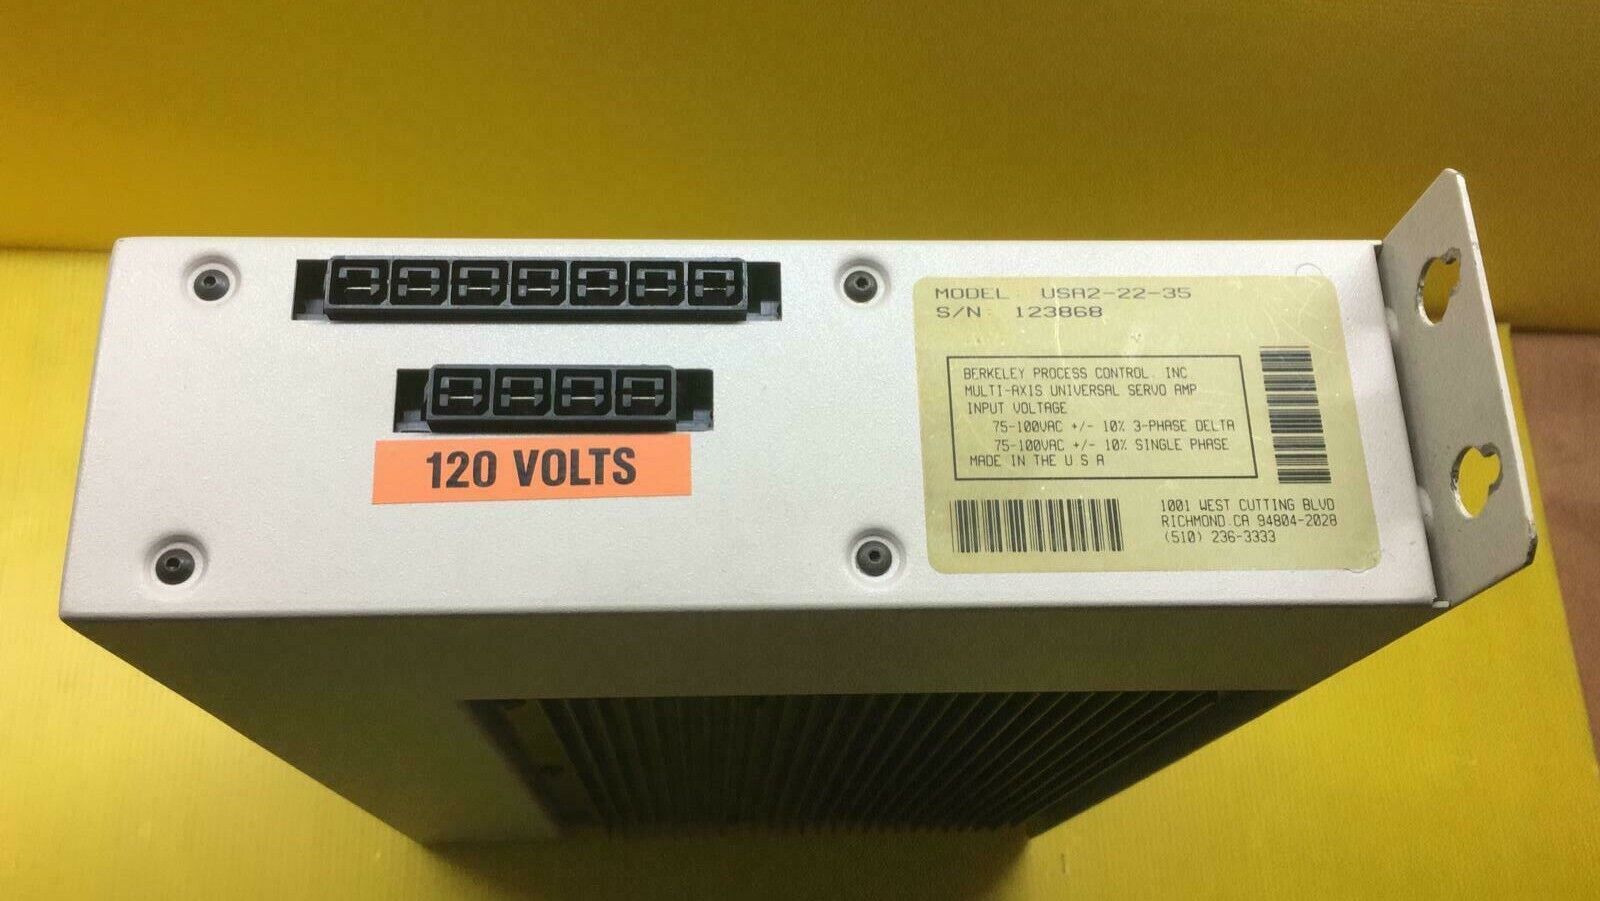 120 VOLTS
MODEL: USA2-22-35
S/N: 123868
BERKELEY PROCESS CONTROL, INC
MULTI-AXIS UNIVERSAL SERVO AMP
INPUT VOLTAGE
75-100VAC +/- 10% 3-PHASE DELTA
75-100VAC +/- 10% SINGLE PHASE
MADE IN THE U S A
1001 WEST CUTTING BLVD
RICHMOND, CA 94804-2028
(510) 236-3333